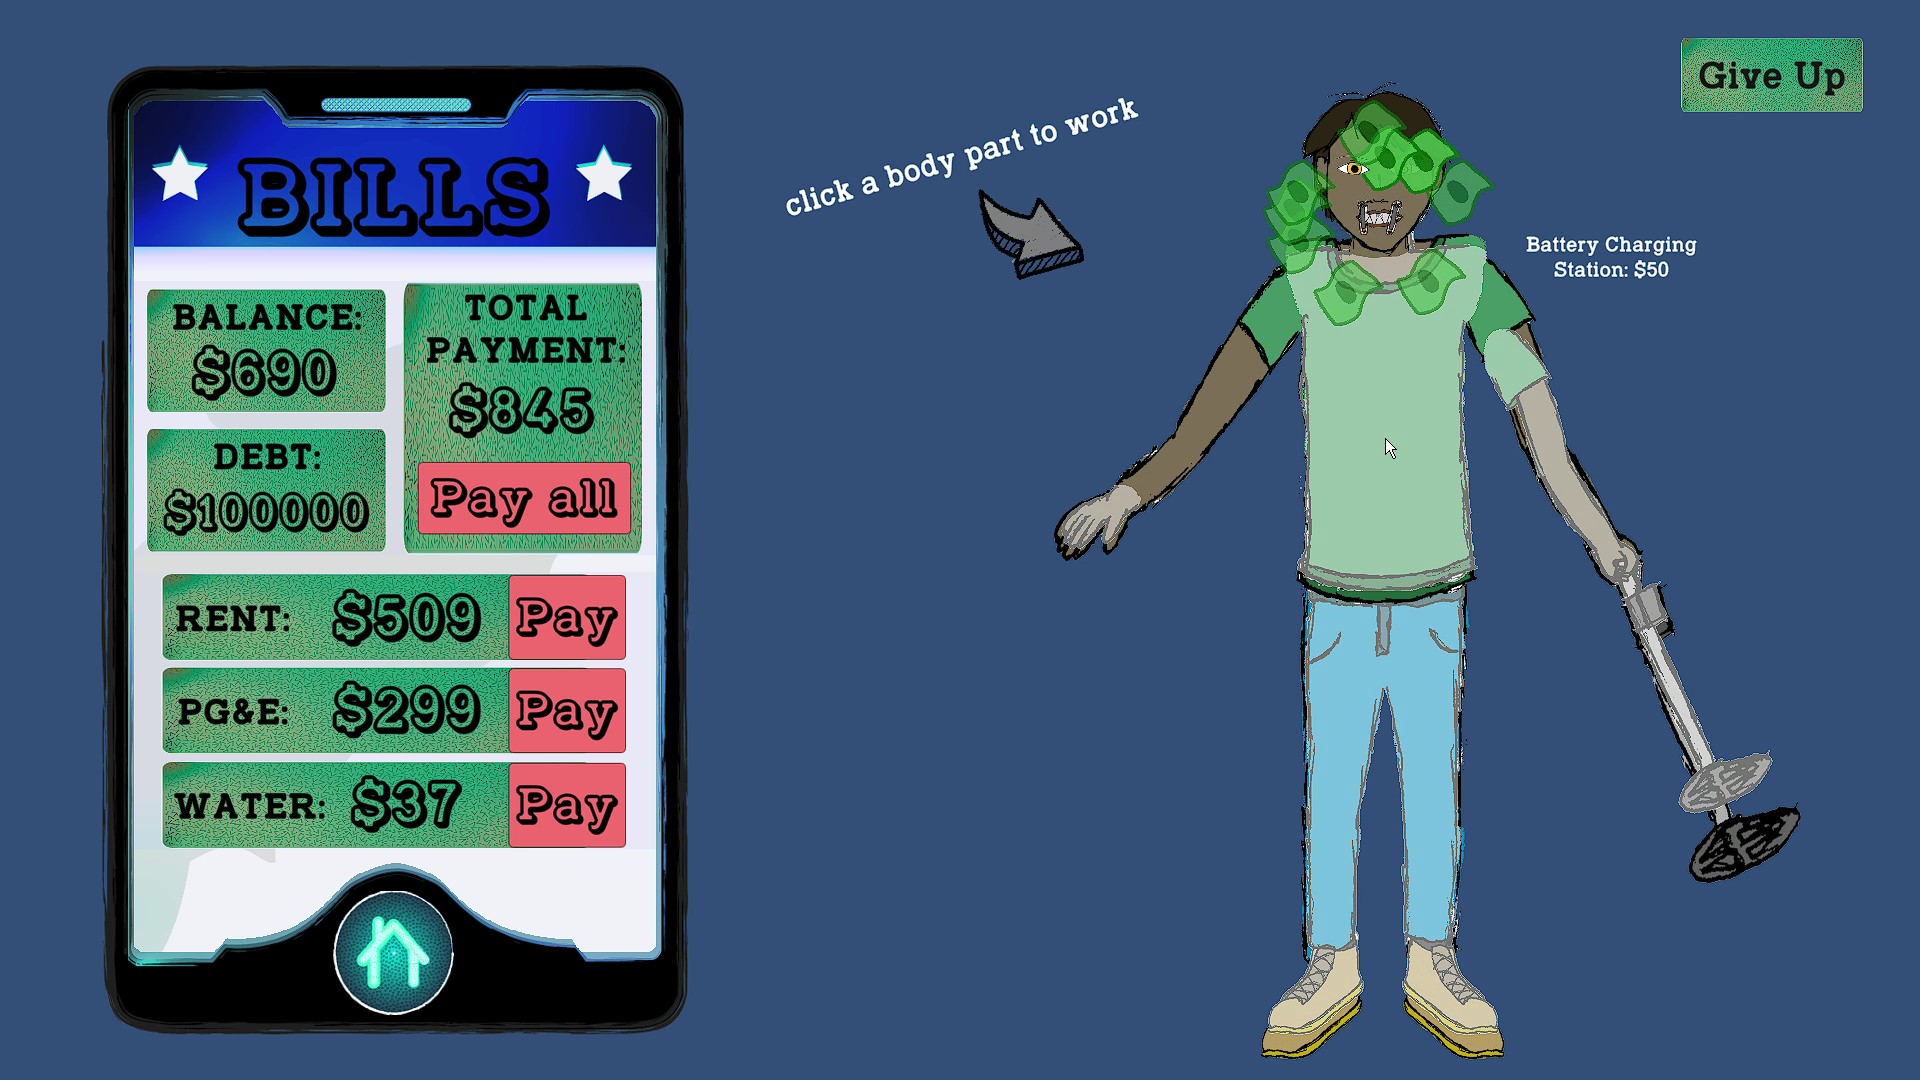 Give Up
click a body part to work
BILLS
BALANCE:
$690
TOTAL
PAYMENT:
$845
Pay all
DEBT:
$100000
RENT: $509 Pay
PG&E: $299 Pay
WATER: $37 Pay
Battery Charging
Station: $50